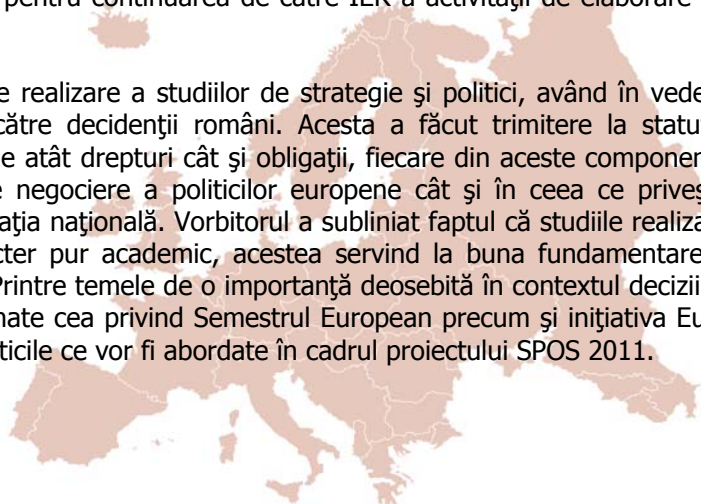 pentru continuarea de către IER a activităţii de elaborare
e realizare a studiilor de strategie şi politici, având în vede
către decidenţii români. Acesta a făcut trimitere la statu
e atât drepturi cât şi obligaţii, fiecare din aceste componen
e negociere a politicilor europene cât şi în ceea ce priveş
aţia naţională. Vorbitorul a subliniat faptul că studiile realiza
cter pur academic, acestea servind la buna fundamentare
Printre temele de o importanţă deosebită în contextul decizii
nate cea privind Semestrul European precum şi iniţiativa Eu
ticile ce vor fi abordate în cadrul proiectului SPOS 2011.